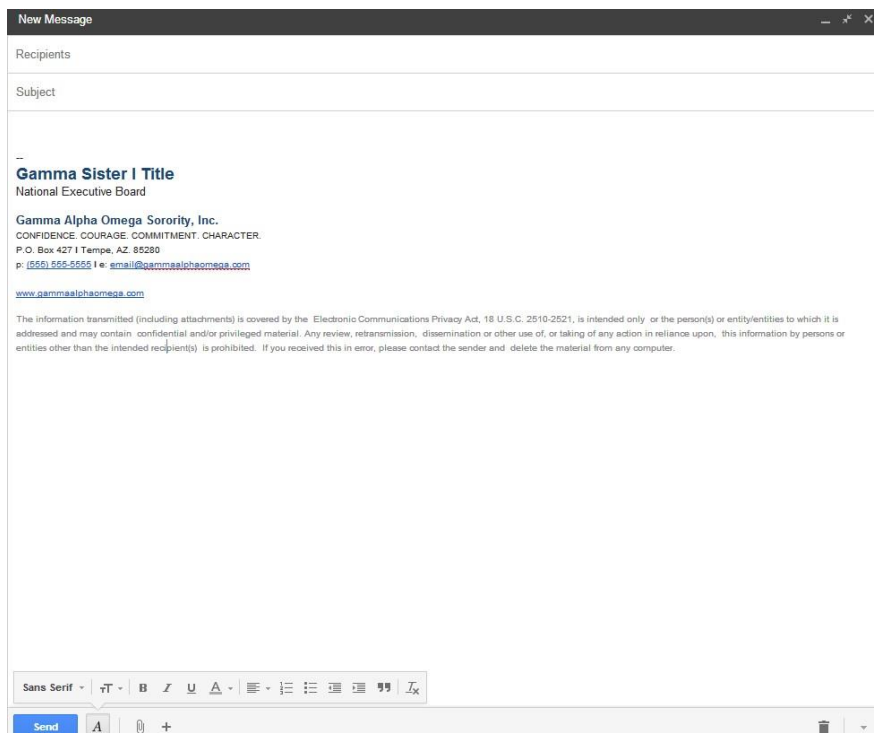 New Message
Recipients
Subject
--
Gamma Sister I Title
National Executive Board
Gamma Alpha Omega Sorority, Inc.
CONFIDENCE. COURAGE. COMMITMENT. CHARACTER.
P.O. Box 427 I Tempe, AZ. 85280
p: (555) 555-5555 I e: email@gammaalphaomega.com
www.gammaalphaomega.com
The information transmitted (including attachments) is covered by the Electronic Communications Privacy Act, 18 U.S.C. 2510-2521, is intended only or the person(s) or entity/entities to which it is
addressed and may contain confidential and/or privileged material. Any review, retransmission, dissemination or other use of, or taking of any action in reliance upon, this information by persons or
entities other than the intended recipient(s) is prohibited. If you received this in error, please contact the sender and delete the material from any computer.
Sans Serif
Send